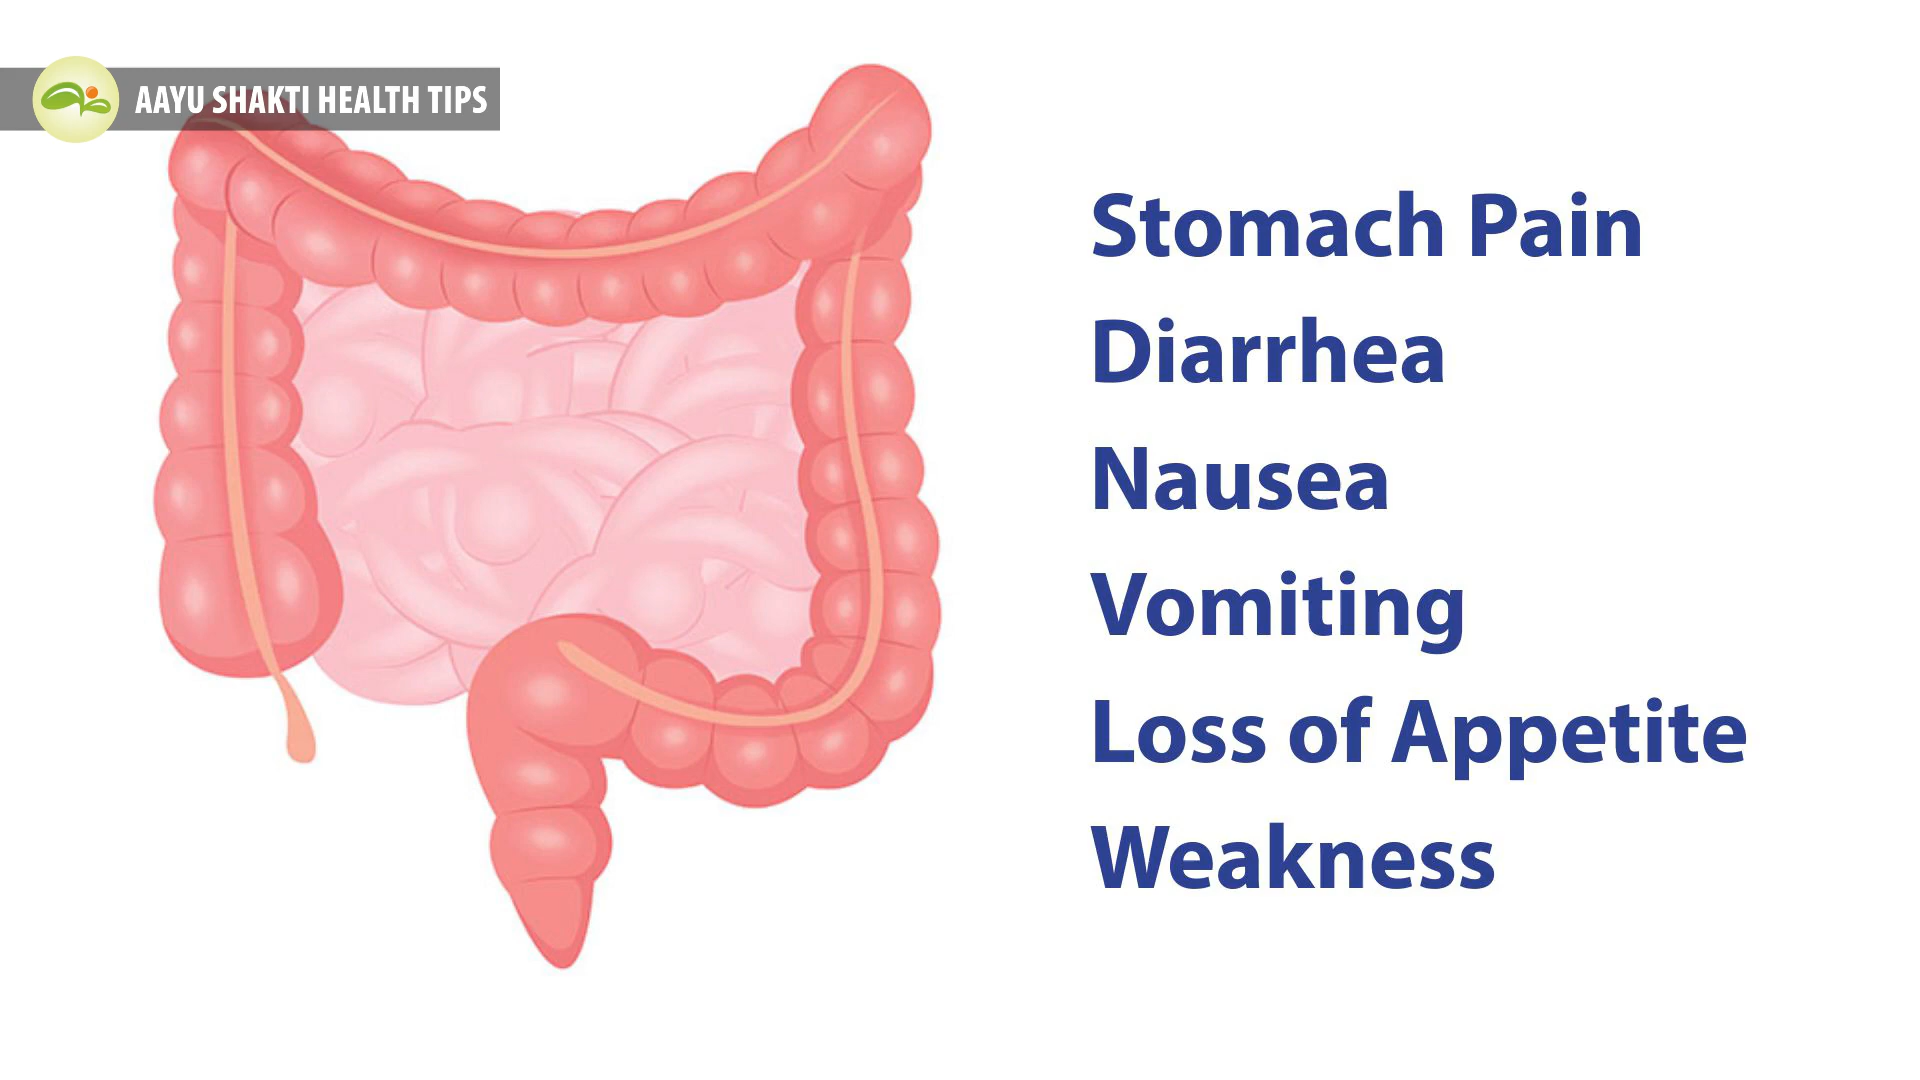 AAYU SHAKTI HEALTH TIPS
Stomach Pain
Diarrhea
Nausea
Vomiting
Loss of Appetite
Weakness